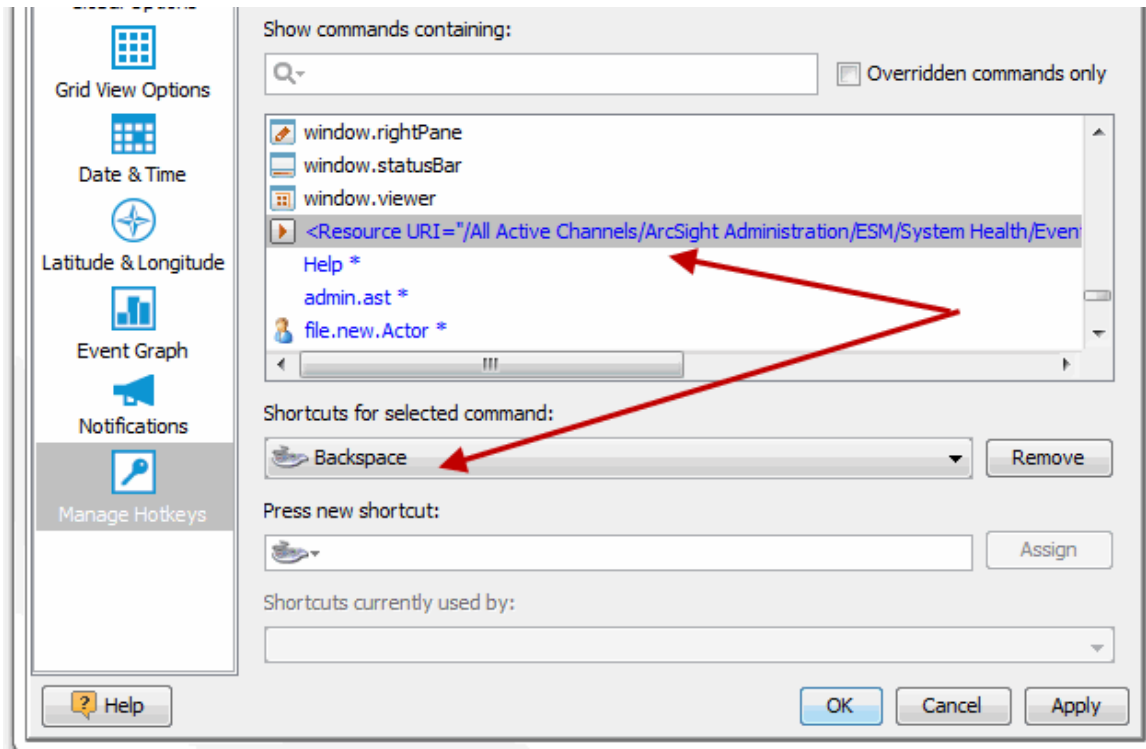 Global Options
Grid View Options
Date & Time
Latitude & Longitude
Event Graph
Notifications
Manage Hotkeys
Show commands containing:
Overridden commands only
window.rightPane
window.statusBar
window.viewer
<Resource URI="/All Active Channels/ArcSight Administration/ESM/System Health/Even
Help *
admin.ast *
file.new.Actor *
Shortcuts for selected command:
Backspace
Remove
Press new shortcut:
Assign
Shortcuts currently used by:
Help
OK
Cancel
Apply